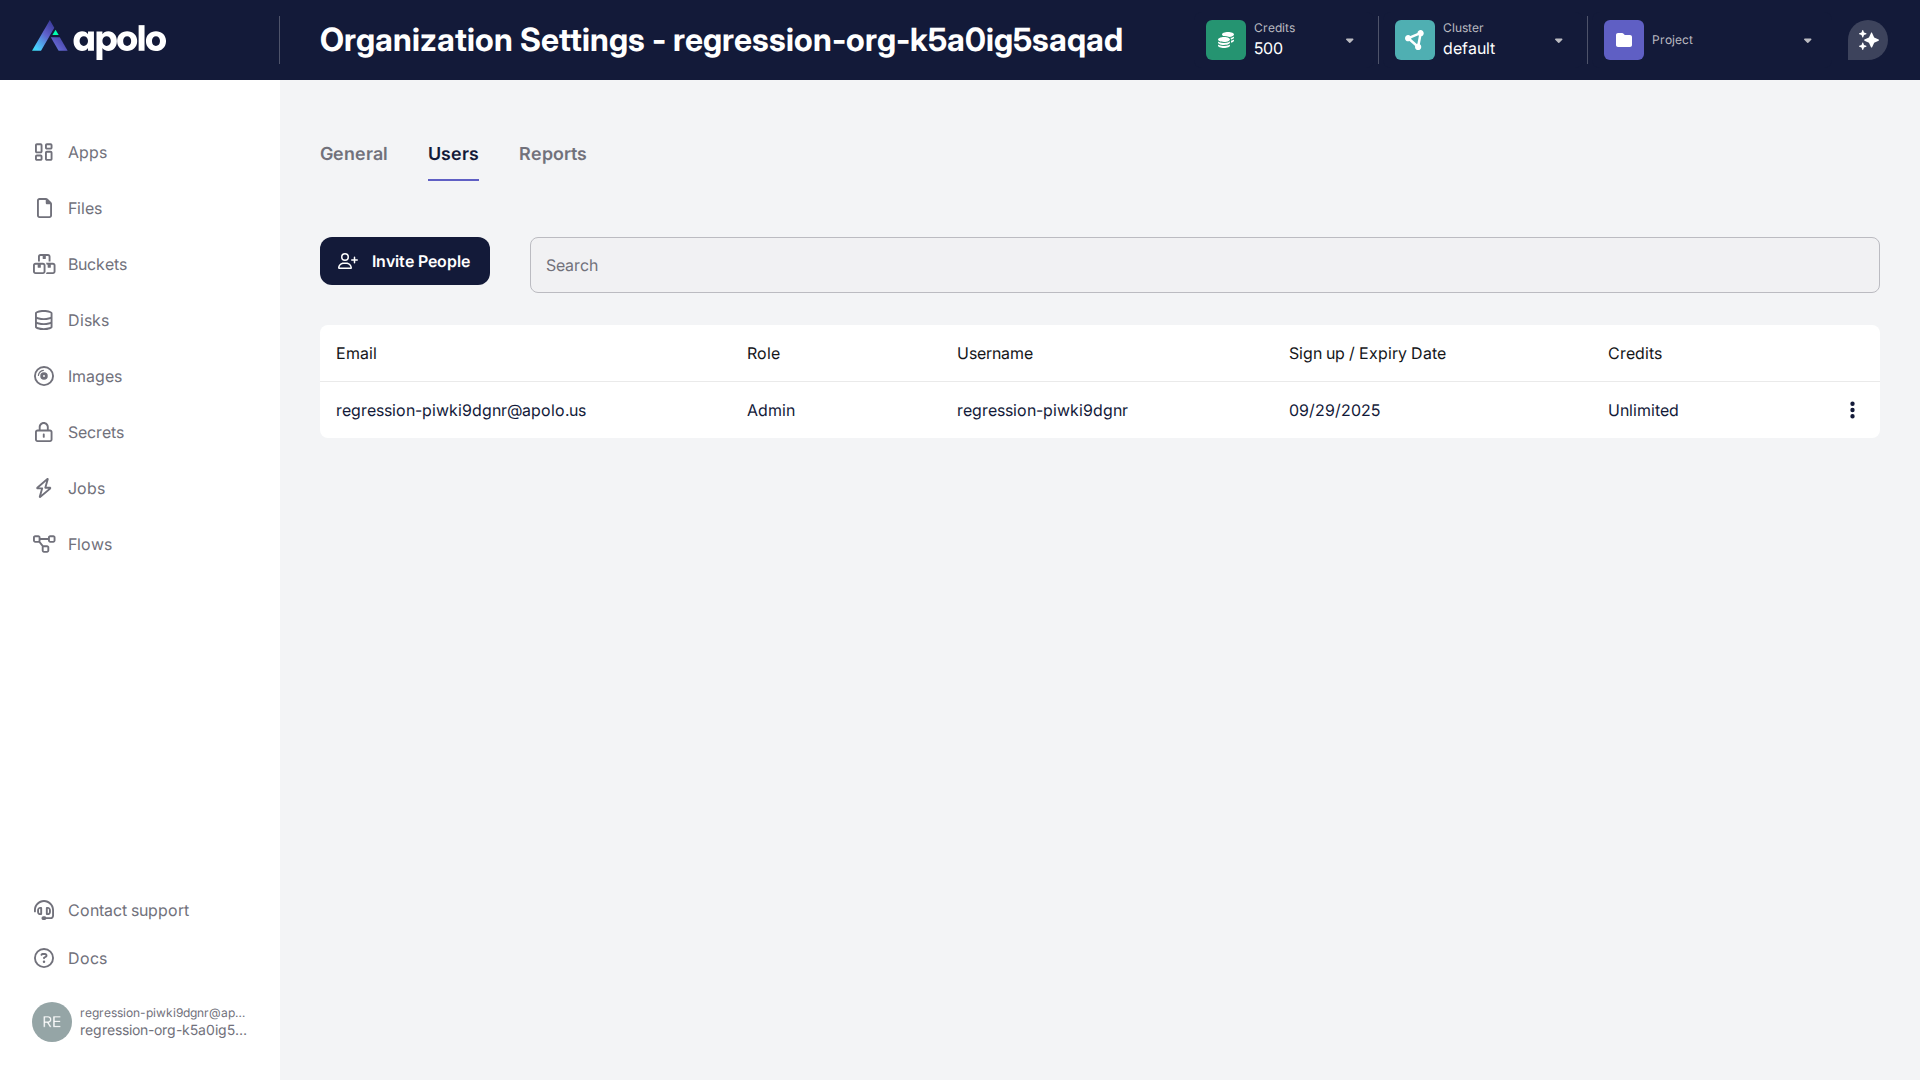 apolo
Organization Settings - regression-org-k5a0ig5saqad
Credits
500
Cluster
default
Project
Apps
Files
Buckets
Disks
Images
Secrets
Jobs
Flows
Contact support
Docs
RE
regression-piwki9dgnr@ap...
regression-org-k5a0ig5...
General Users Reports
Invite People
Search
Email Role Username Sign up / Expiry Date Credits
regression-piwki9dgnr@apolo.us Admin regression-piwki9dgnr 09/29/2025 Unlimited